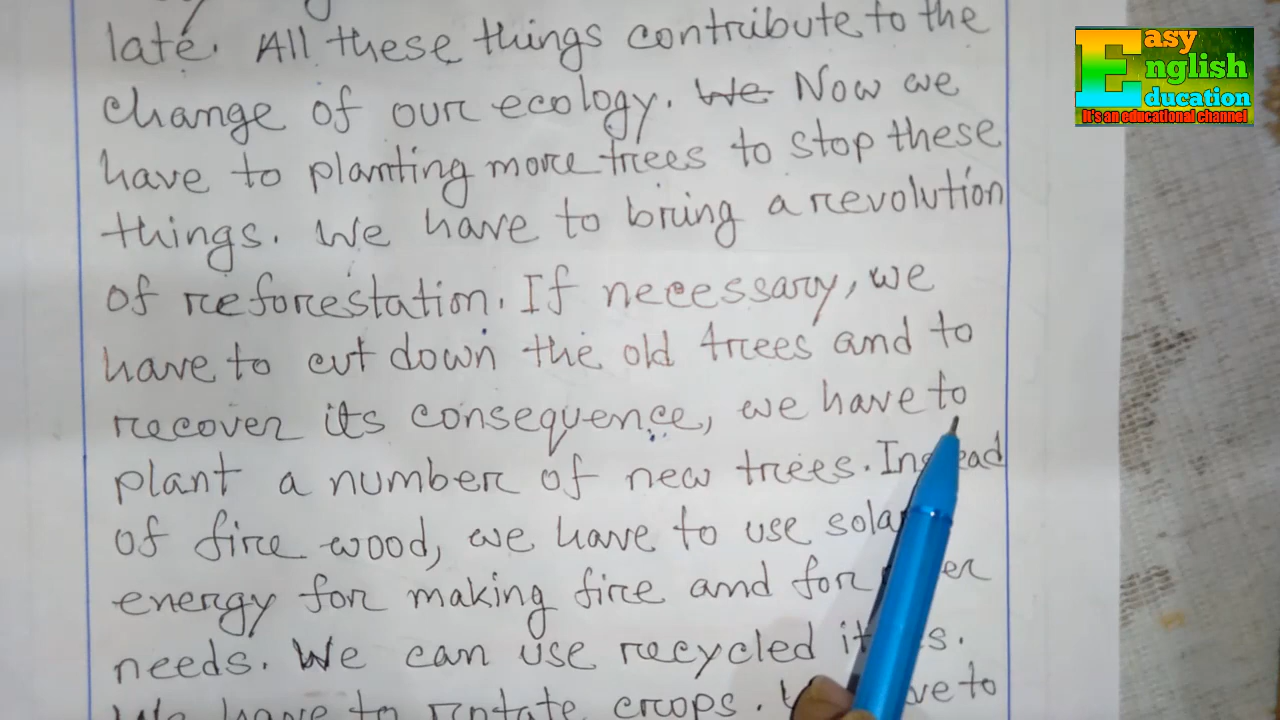 late. All these things contribute to the
change of our ecology. We Now we
have to planting more trees to stop these
things. We have to bring a revolution
of reforestation. If necessary, we
have to cut down the old trees and to
recover its consequence, we have to
plant a number of new trees. Instead
of fire wood, we have to use solar
energy for making fire and for
needs. We can use recycled
We have to rotate crops. to
Easy
English
Education
It's an educational channel